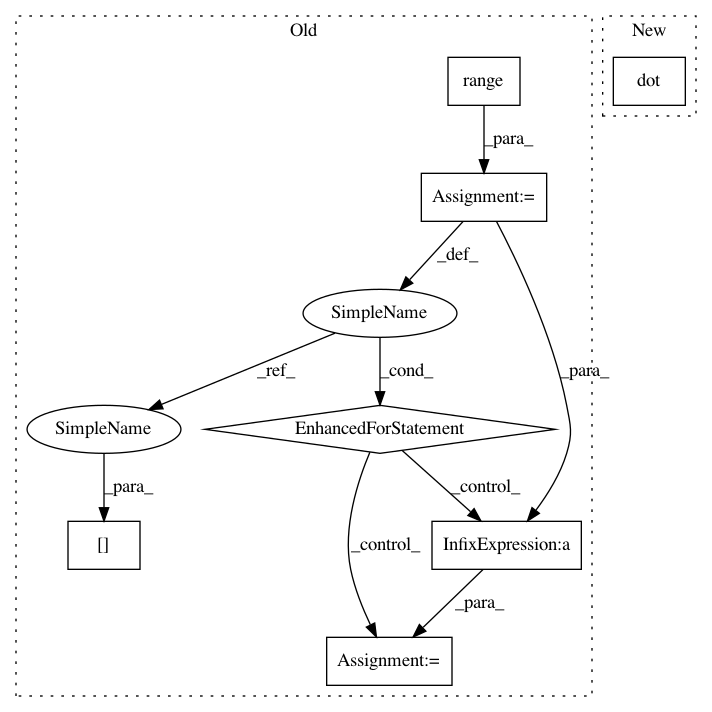 Old
New
range
dot
_para_
Assignment:=
_def_
SimpleName
_ref_
_cond_
_para_
SimpleName
EnhancedForStatement
_para_
_control_
[]
_control_
InfixExpression:a
_para_
Assignment:=